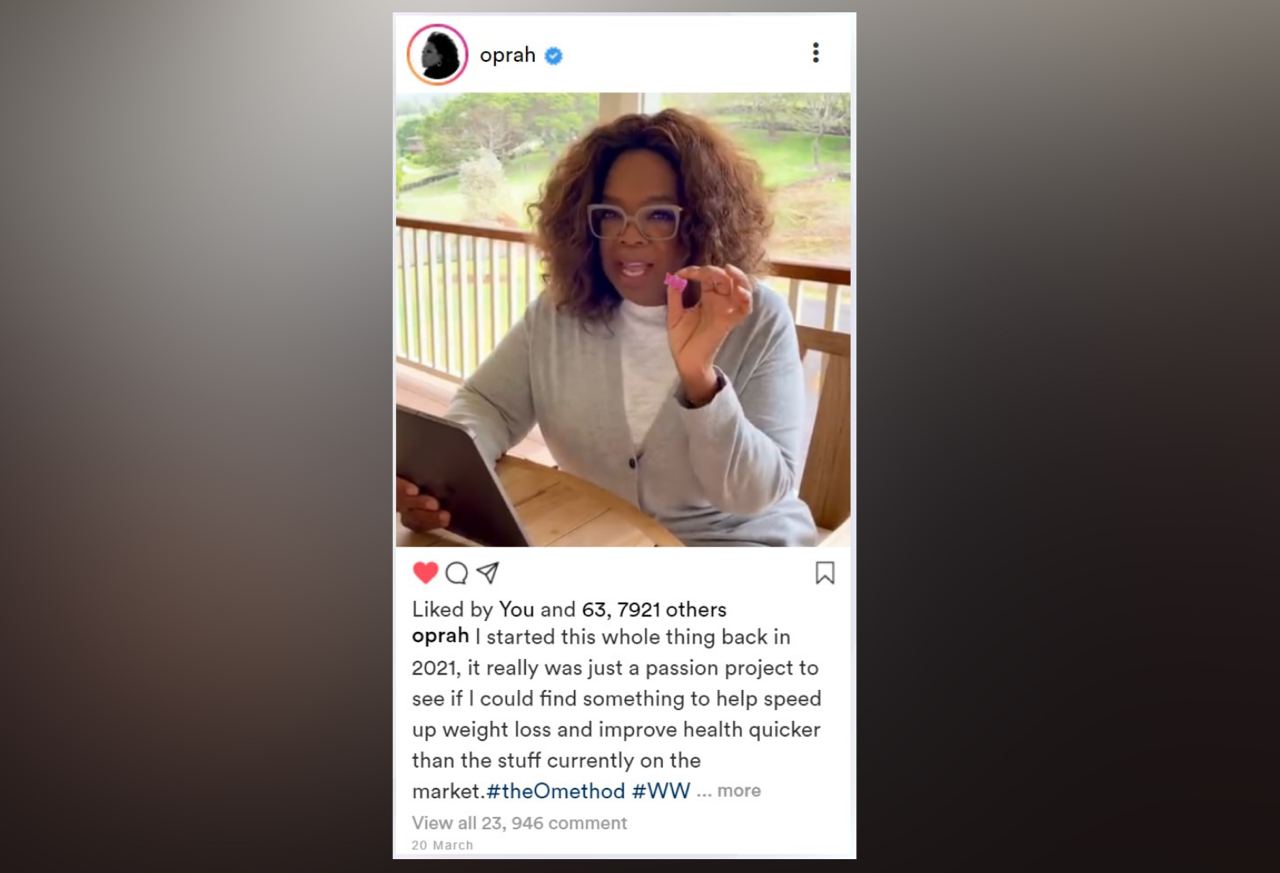 oprah
Liked by You and 63, 7921 others
oprah I started this whole thing back in
2021, it really was just a passion project to
see if I could find something to help speed
up weight loss and improve health quicker
than the stuff currently on the
market.#theOmethod #WW ... more
View all 23, 946 comment
20 March